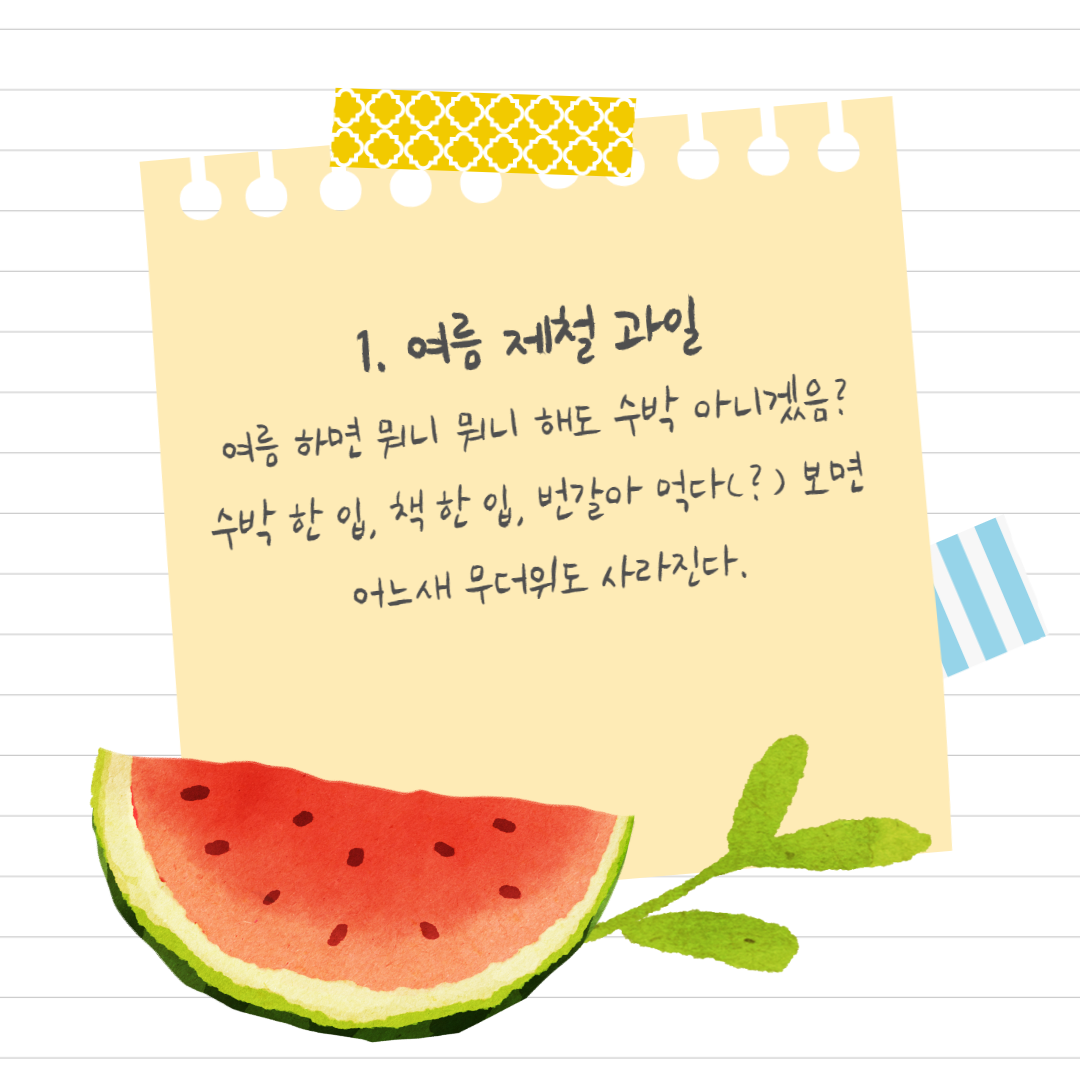 1. 여름 제철 과일
여름 하면 뭐니 뭐니 해도 수박 아니겠음?
수박 한 입, 책 한 입, 번갈아 먹다(?) 보면
어느새 무더위도 사라진다.